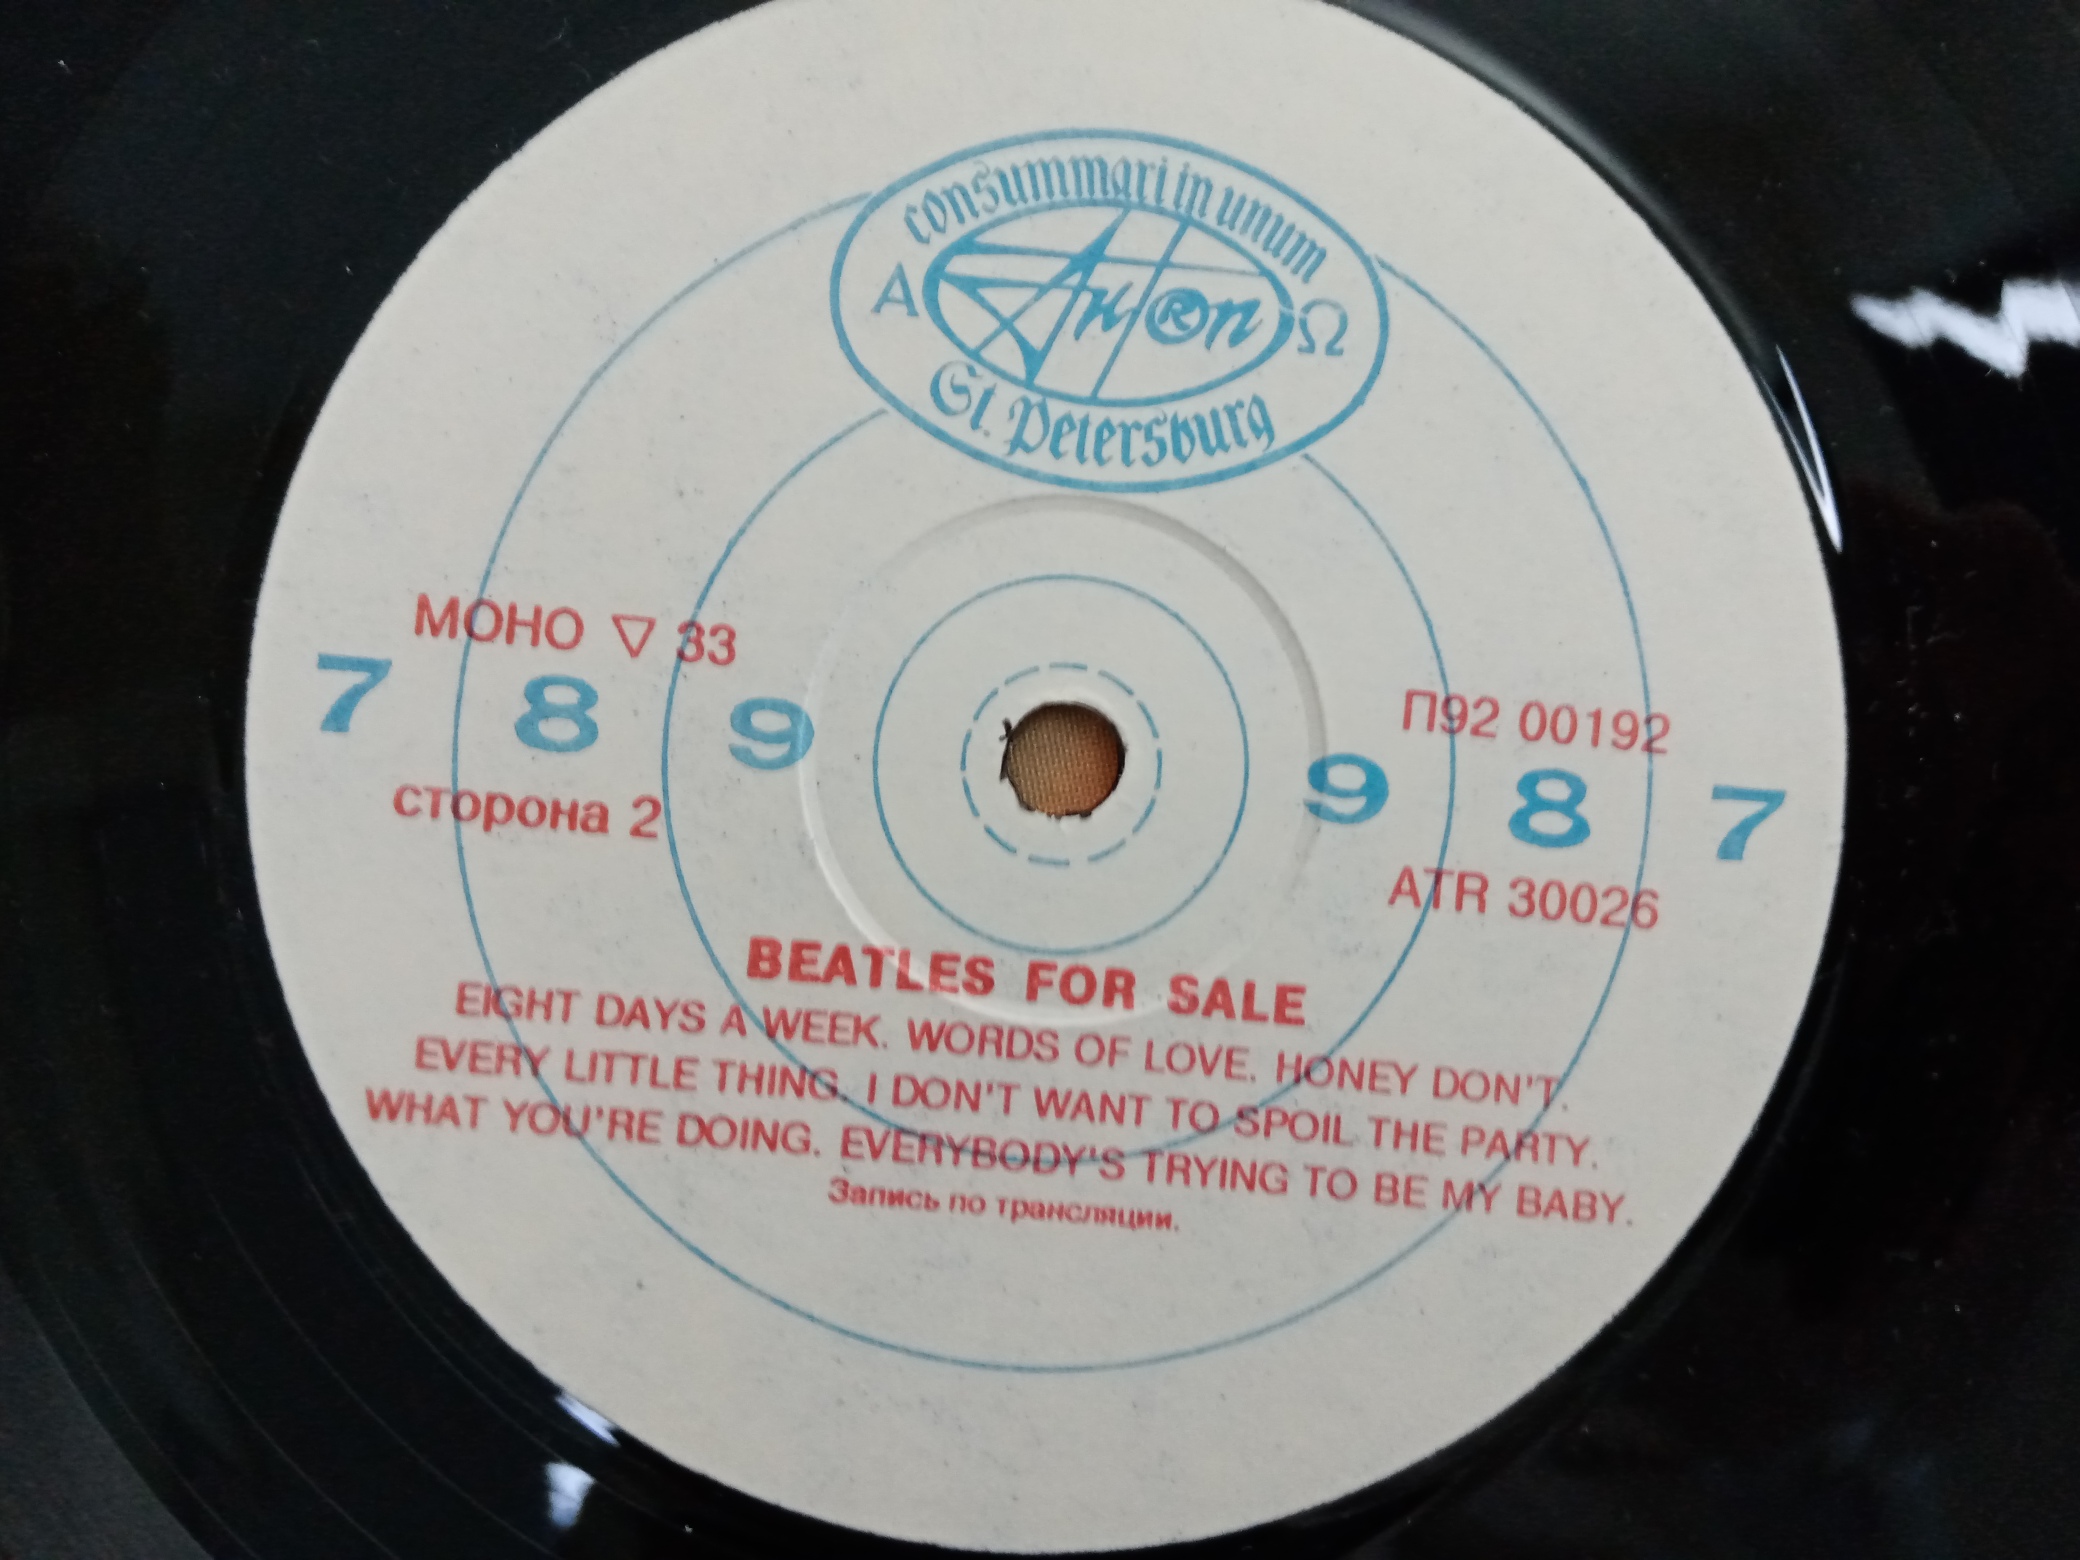 consummari in unum
A Ω
St. Petersburg
МОНО ▽ 33
7 8 9
сторона 2
П92 00192
9 8 7
ATR 30026
BEATLES FOR SALE
EIGHT DAYS A WEEK. WORDS OF LOVE. HONEY DON'T.
EVERY LITTLE THING. I DON'T WANT TO SPOIL THE PARTY.
WHAT YOU'RE DOING. EVERYBODY'S TRYING TO BE MY BABY.
Запись по трансляции.